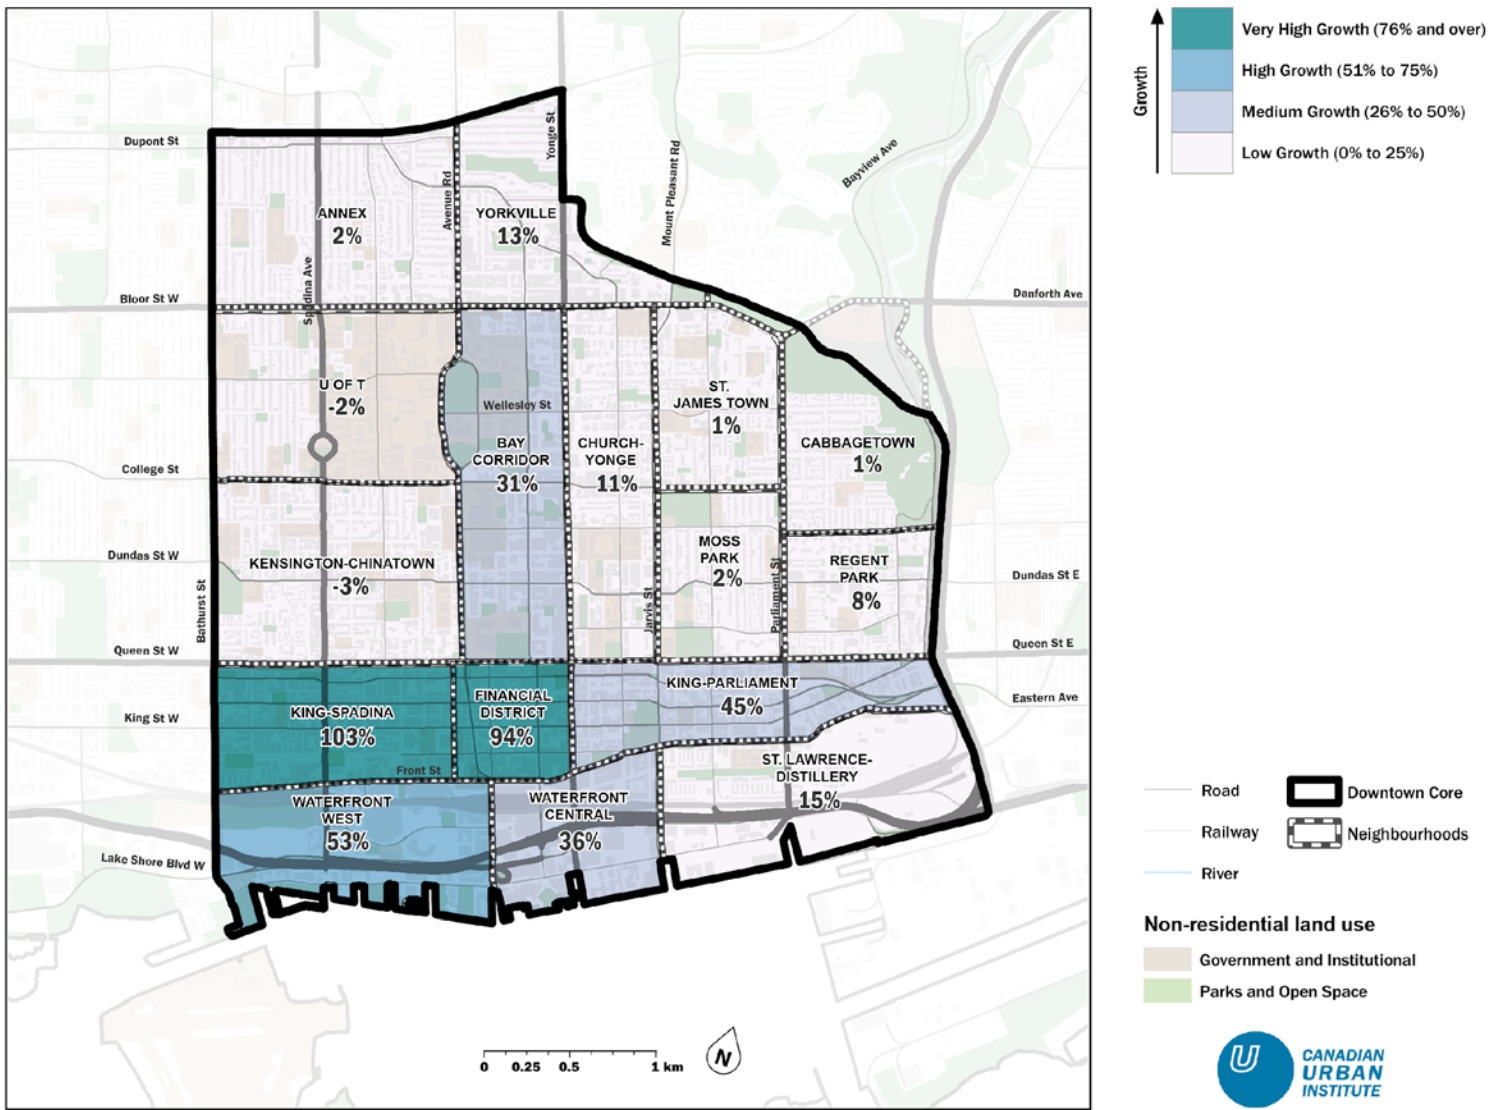 Very High Growth (76% and over)
High Growth (51% to 75%)
Medium Growth (26% to 50%)
Low Growth (0% to 25%)
Growth
Dupont St
Yonge St
Avenue Rd
Mount Pleasant Rd
Bayview Ave
ANNEX
2%
YORKVILLE
13%
Spadina Ave
Bloor St W
Danforth Ave
U OF T
-2%
Wellesley St
BAY
CORRIDOR
31%
CHURCH-
YONGE
11%
ST.
JAMES TOWN
1%
CABBAGETOWN
1%
College St
Dundas St W
KENSINGTON-CHINATOWN
-3%
MOSS
PARK
2%
REGENT
PARK
8%
Dundas St E
Bathurst St
Jarvis St
Parliament St
Queen St W
Queen St E
KING-SPADINA
103%
FINANCIAL
DISTRICT
94%
KING-PARLIAMENT
45%
Eastern Ave
King St W
Front St
ST. LAWRENCE-
DISTILLERY
15%
WATERFRONT
WEST
53%
WATERFRONT
CENTRAL
36%
Lake Shore Blvd W
0 0.25 0.5 1 km
N
Road
Railway
River
Downtown Core
Neighbourhoods
Non-residential land use
Government and Institutional
Parks and Open Space
U
CANADIAN
URBAN
INSTITUTE